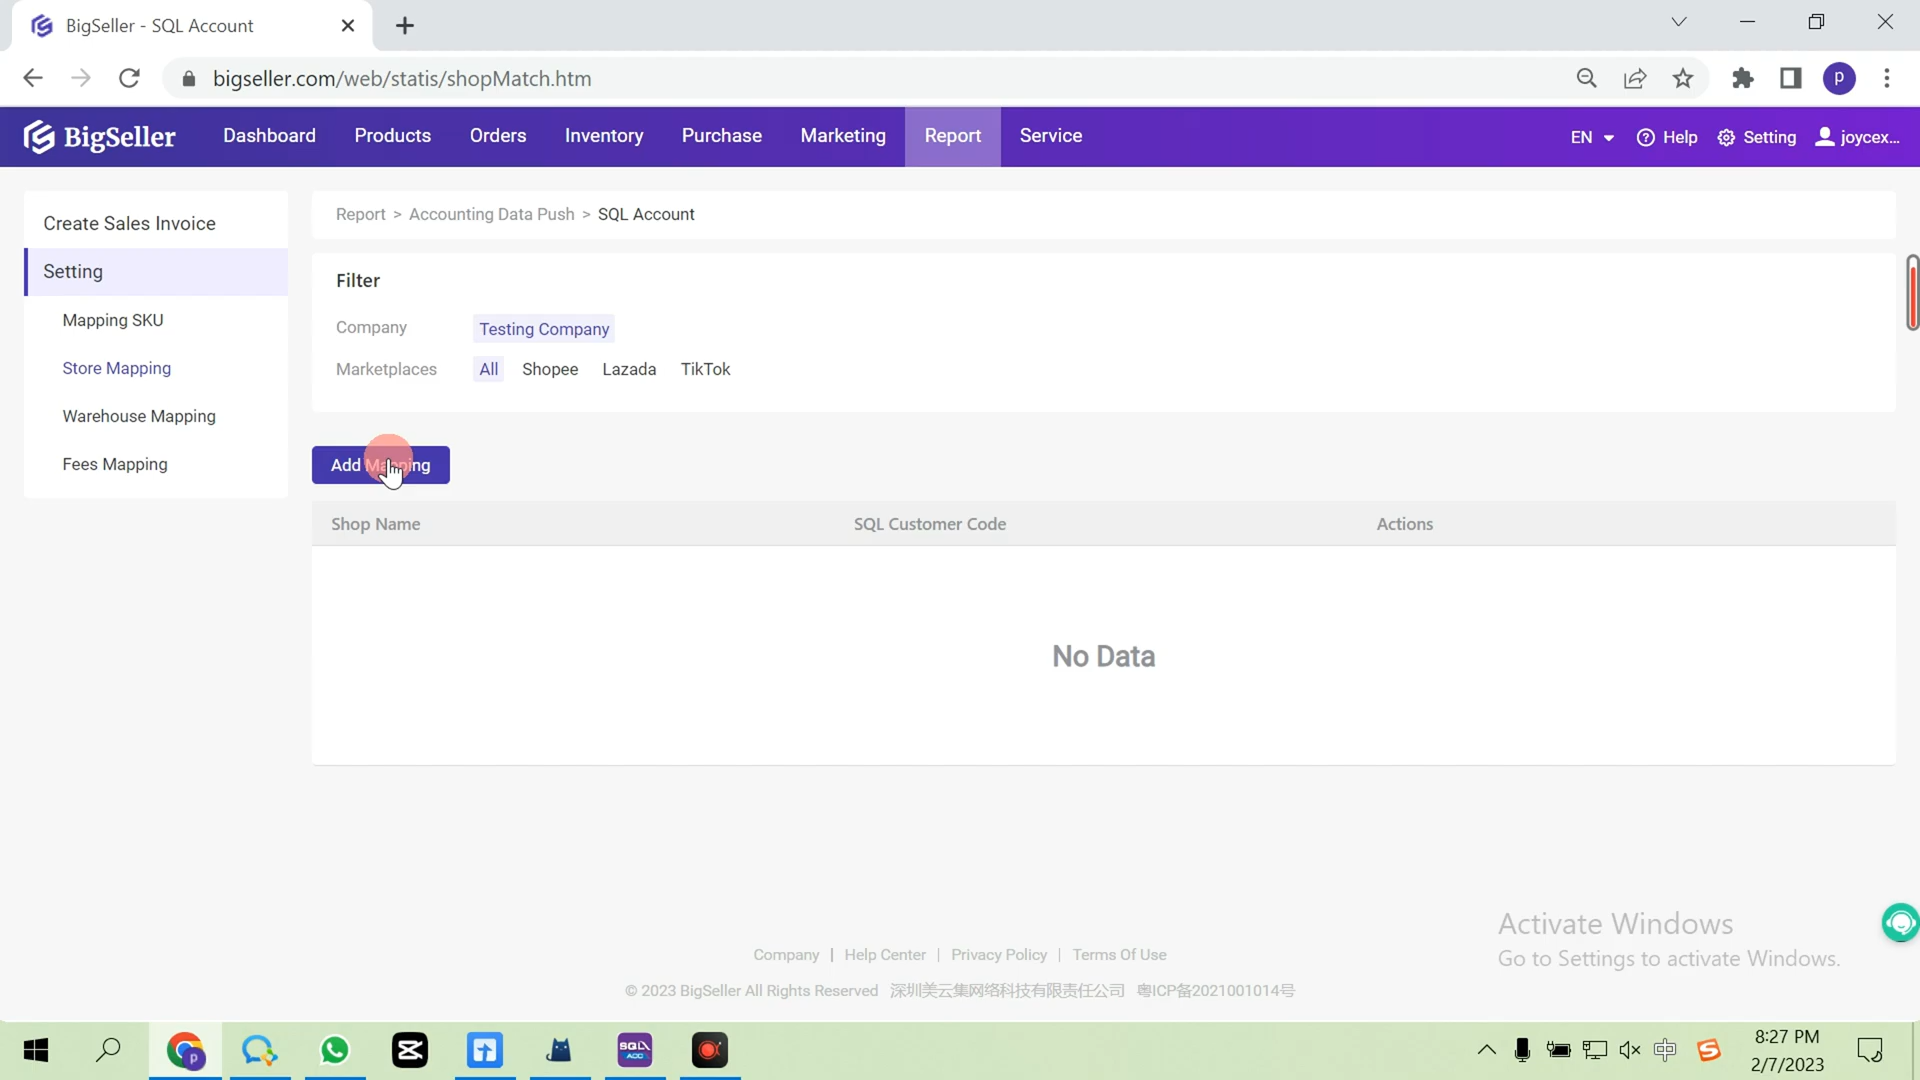 BigSeller - SQL Account
bigseller.com/web/statis/shopMatch.htm
P
BigSeller Dashboard Products Orders Inventory Purchase Marketing Report Service EN Help Setting joycex...
Create Sales Invoice
Setting
Mapping SKU
Store Mapping
Warehouse Mapping
Fees Mapping
Report > Accounting Data Push > SQL Account
Filter
Company Testing Company
Marketplaces All Shopee Lazada TikTok
Add Mapping
Shop Name SQL Customer Code Actions
No Data
Activate Windows
Go to Settings to activate Windows.
Company | Help Center | Privacy Policy | Terms Of Use
© 2023 BigSeller All Rights Reserved 深圳美云集网络科技有限责任公司 粤ICP备2021001014号
P
SQL
ACC
中
S
8:27 PM
2/7/2023